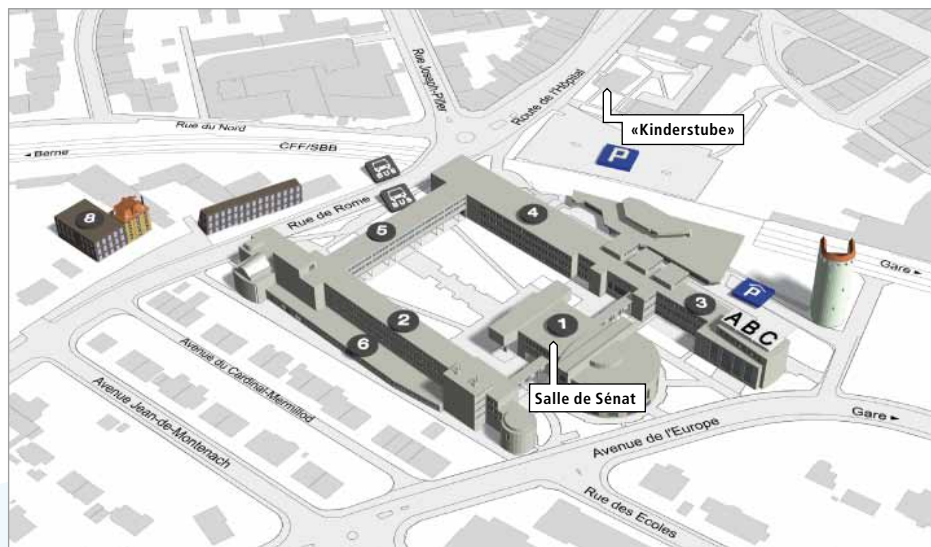 Rue Joseph-Piller
Route de l'Hôpital
«Kinderstube»
Rue du Nord
CFF/SBB
◄ Berne
P
Rue de Rome
8
5
4
Gare ►
P
3
ABC
2
1
6
Salle de Sénat
Avenue du Cardinal-Mermillod
Avenue Jean-de-Montenach
Avenue de l'Europe
Gare ►
Rue des Ecoles